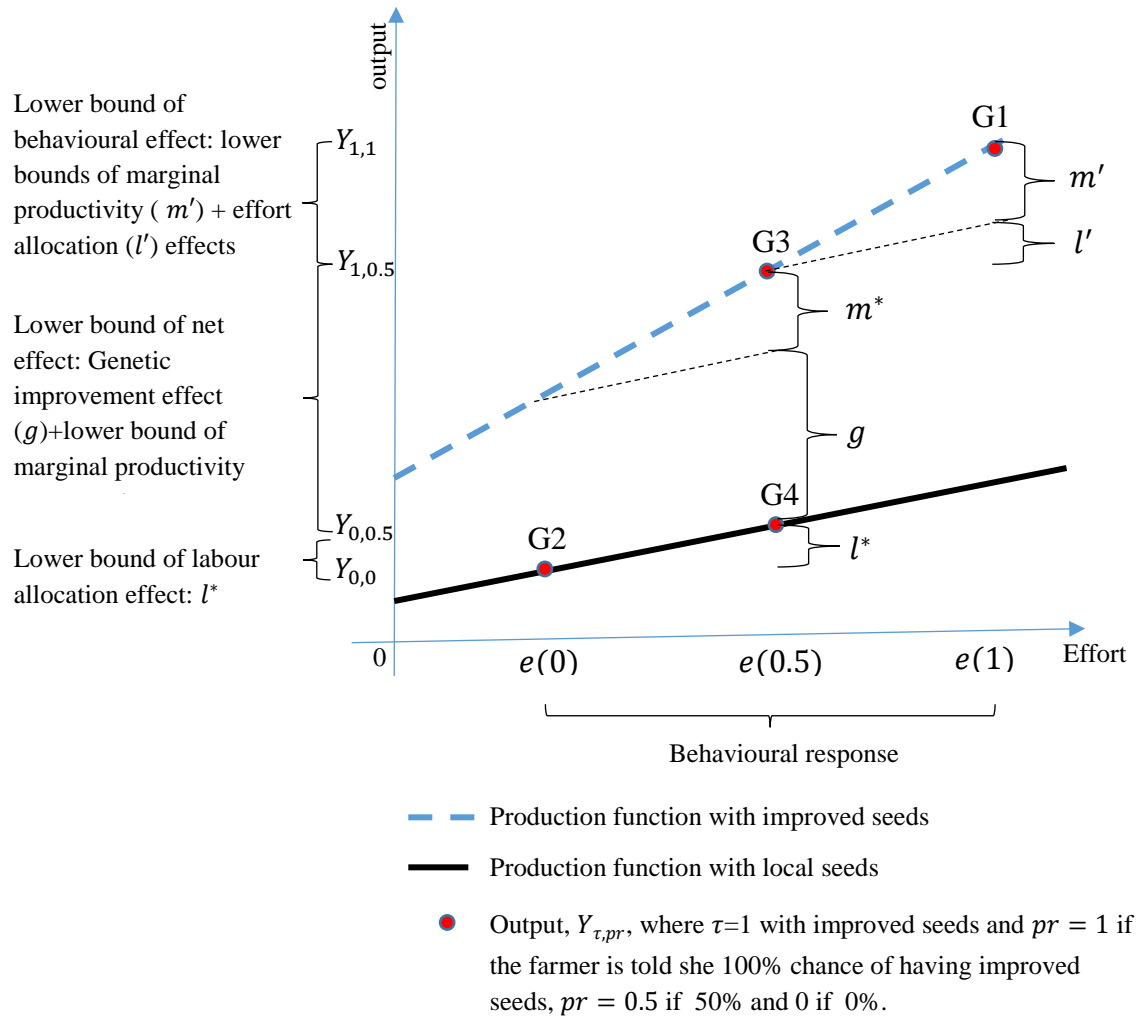 output
Lower bound of
behavioural effect: lower
bounds of marginal
productivity ( m′) + effort
allocation (l′) effects
Y₁,₁
Y₁,₀.₅
Lower bound of net
effect: Genetic
improvement effect
(g)+lower bound of
marginal productivity
Y₀,₀.₅
Y₀,₀
Lower bound of labour
allocation effect: l*
G1
m′
l′
G3
m*
g
G4
l*
G2
0
e(0)
e(0.5)
e(1)
Effort
Behavioural response
Production function with improved seeds
Production function with local seeds
Output, Y_τ,pr, where τ=1 with improved seeds and pr = 1 if
the farmer is told she 100% chance of having improved
seeds, pr = 0.5 if 50% and 0 if 0%.